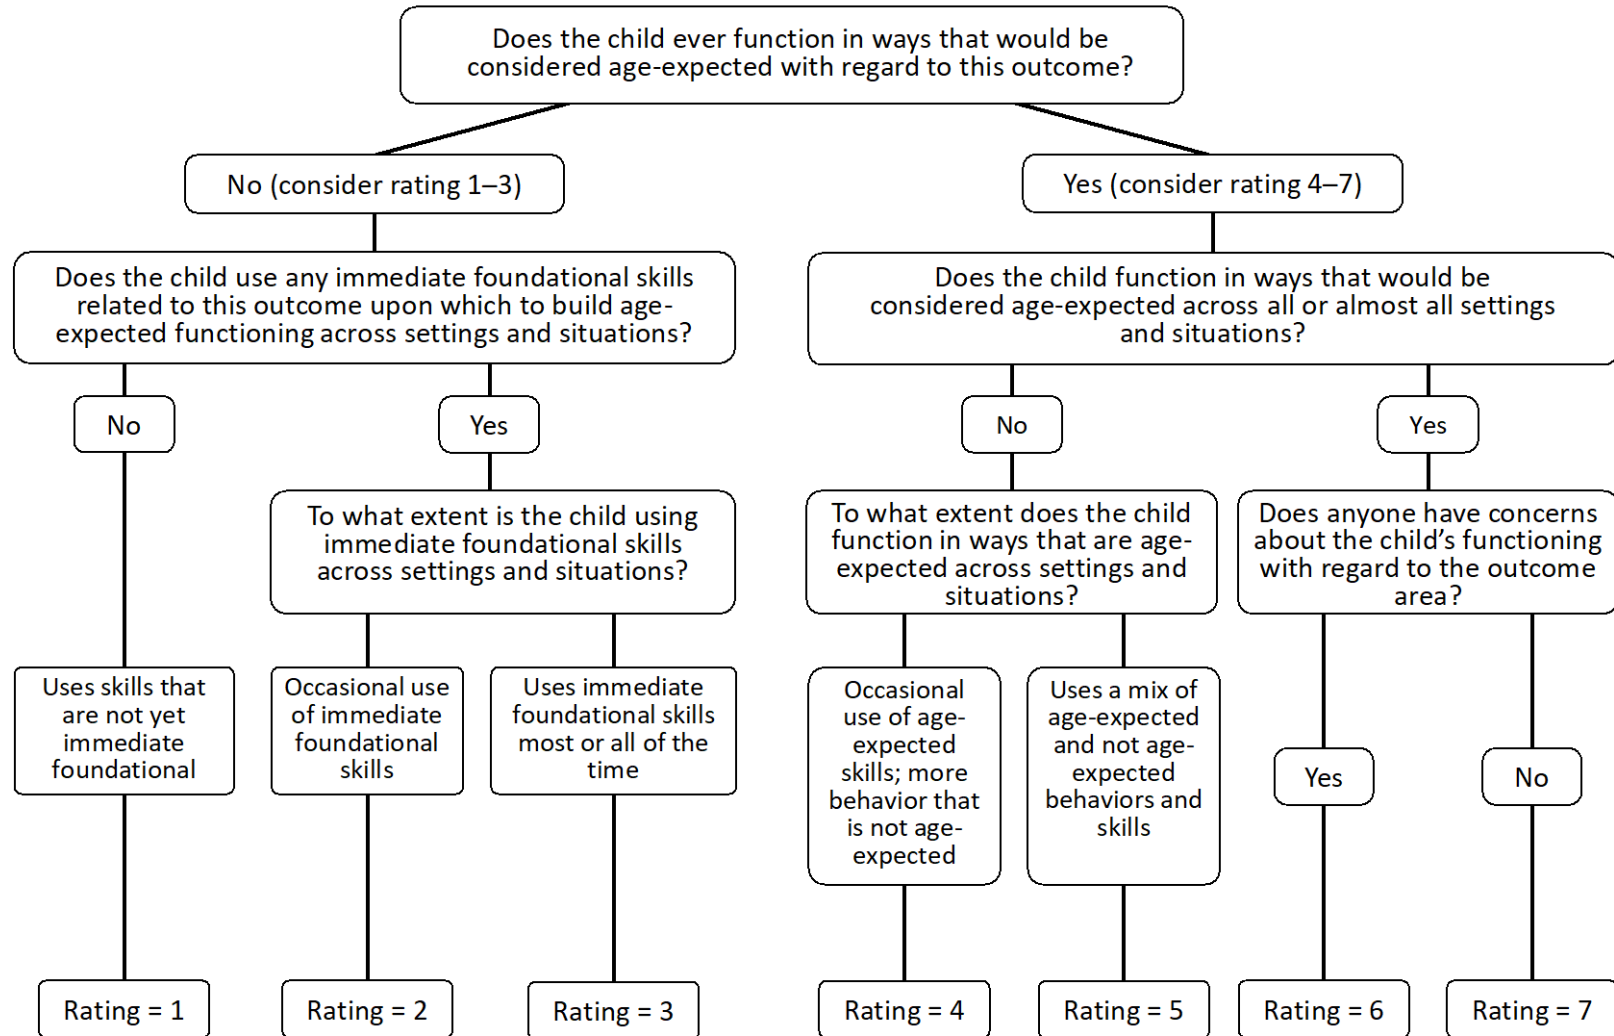 Does the child ever function in ways that would be
considered age-expected with regard to this outcome?
No (consider rating 1–3)
Yes (consider rating 4–7)
Does the child use any immediate foundational skills
related to this outcome upon which to build age-
expected functioning across settings and situations?
Does the child function in ways that would be
considered age-expected across all or almost all settings
and situations?
No
Yes
No
Yes
To what extent is the child using
immediate foundational skills
across settings and situations?
To what extent does the child
function in ways that are age-
expected across settings and
situations?
Does anyone have concerns
about the child’s functioning
with regard to the outcome
area?
Uses skills that
are not yet
immediate
foundational
Occasional use
of immediate
foundational
skills
Uses immediate
foundational skills
most or all of the
time
Occasional
use of age-
expected
skills; more
behavior that
is not age-
expected
Uses a mix of
age-expected
and not age-
expected
behaviors and
skills
Yes
No
Rating = 1
Rating = 2
Rating = 3
Rating = 4
Rating = 5
Rating = 6
Rating = 7